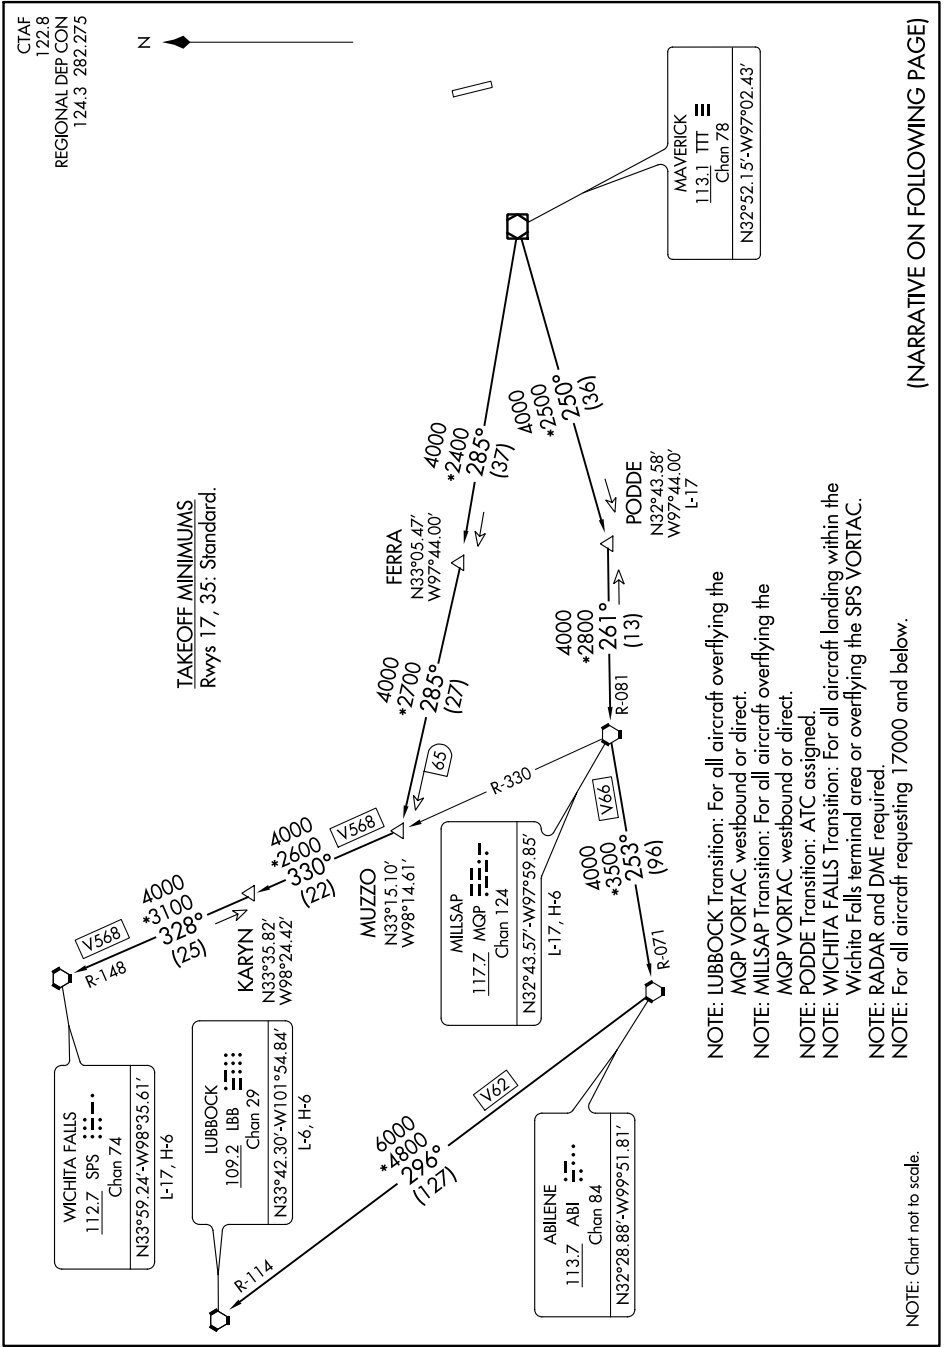 CTAF
122.8
REGIONAL DEP CON
124.3 282.275
N
TAKEOFF MINIMUMS
Rwys 17, 35: Standard.
WICHITA FALLS
112.7 SPS
Chan 74
N33°59.24′-W98°35.61′
L-17, H-6
LUBBOCK
109.2 LBB
Chan 29
N33°42.30′-W101°54.84′
L-6, H-6
V568
R-148
4000
*3100
328°
(25)
KARYN
N33°35.82′
W98°24.42′
4000
*2600
330°
(22)
V568
MUZZO
N33°15.10′
W98°14.61′
65
4000
*2700
285°
(27)
FERRA
N33°05.47′
W97°44.00′
4000
*2400
285°
(37)
MAVERICK
113.1 TTT
Chan 78
N32°52.15′-W97°02.43′
4000
*2500
250°
(36)
PODDE
N32°43.58′
W97°44.00′
L-17
4000
*2800
261°
(13)
R-081
R-330
MILLSAP
117.7 MQP
Chan 124
N32°43.57′-W97°59.85′
L-17, H-6
V66
4000
*3500
253°
(96)
R-071
ABILENE
113.7 ABI
Chan 84
N32°28.88′-W99°51.81′
V62
6000
*4800
296°
(127)
R-114
NOTE: LUBBOCK Transition: For all aircraft overflying the
MQP VORTAC westbound or direct.
NOTE: MILLSAP Transition: For all aircraft overflying the
MQP VORTAC westbound or direct.
NOTE: PODDE Transition: ATC assigned.
NOTE: WICHITA FALLS Transition: For all aircraft landing within the
Wichita Falls terminal area or overflying the SPS VORTAC.
NOTE: RADAR and DME required.
NOTE: For all aircraft requesting 17000 and below.
NOTE: Chart not to scale.
(NARRATIVE ON FOLLOWING PAGE)